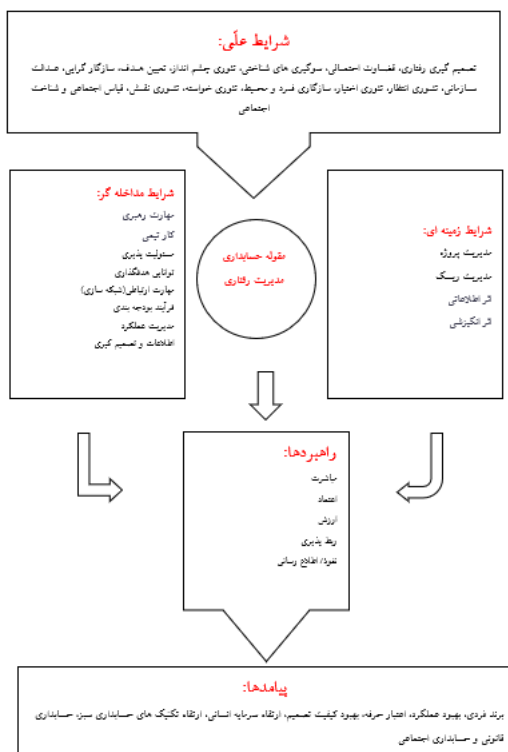 شرایط علّی:
تصمیم گیری رفتاری، قضاوت احتمالی، سوگیری های شناختی، تئوری چشم انداز، تعیین هدف، سازگار گرایی، عدالت
سازمانی، تئوری انتظار، تئوری اختیار، سازگاری فرد و محیط، تئوری خواسته، تئوری نقش، قیاس اجتماعی و شناخت
اجتماعی
شرایط زمینه ای:
مدیریت پروژه
مدیریت ریسک
اثر اطلاعاتی
اثر انگیزشی
مقوله حسابداری
مدیریت رفتاری
شرایط مداخله گر:
مهارت رهبری
کار تیمی
مسئولیت پذیری
توانایی هدفگذاری
مهارت ارتباطی(شبکه سازی)
فرآیند بودجه بندی
مدیریت عملکرد
اطلاعات و تصمیم گیری
راهبردها:
مباشرت
اعتماد
ارزش
ربط پذیری
نفوذ/ اطلاع رسانی
پیامدها:
برند فردی، بهبود عملکرد، اعتبار حرفه، بهبود کیفیت تصمیم، ارتقاء سرمایه انسانی، ارتقاء تکنیک های حسابداری سبز، حسابداری
قانونی و حسابداری اجتماعی